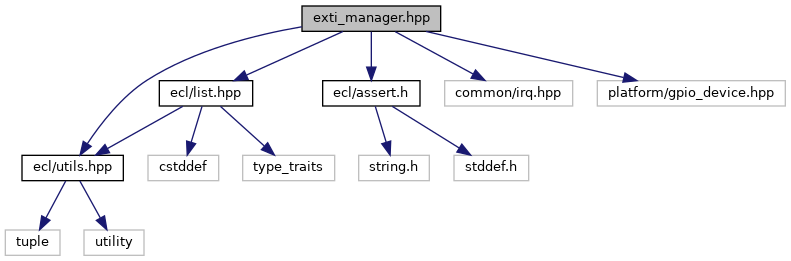 exti_manager.hpp
ecl/list.hpp
ecl/assert.h
common/irq.hpp
platform/gpio_device.hpp
ecl/utils.hpp
cstddef
type_traits
string.h
stddef.h
tuple
utility